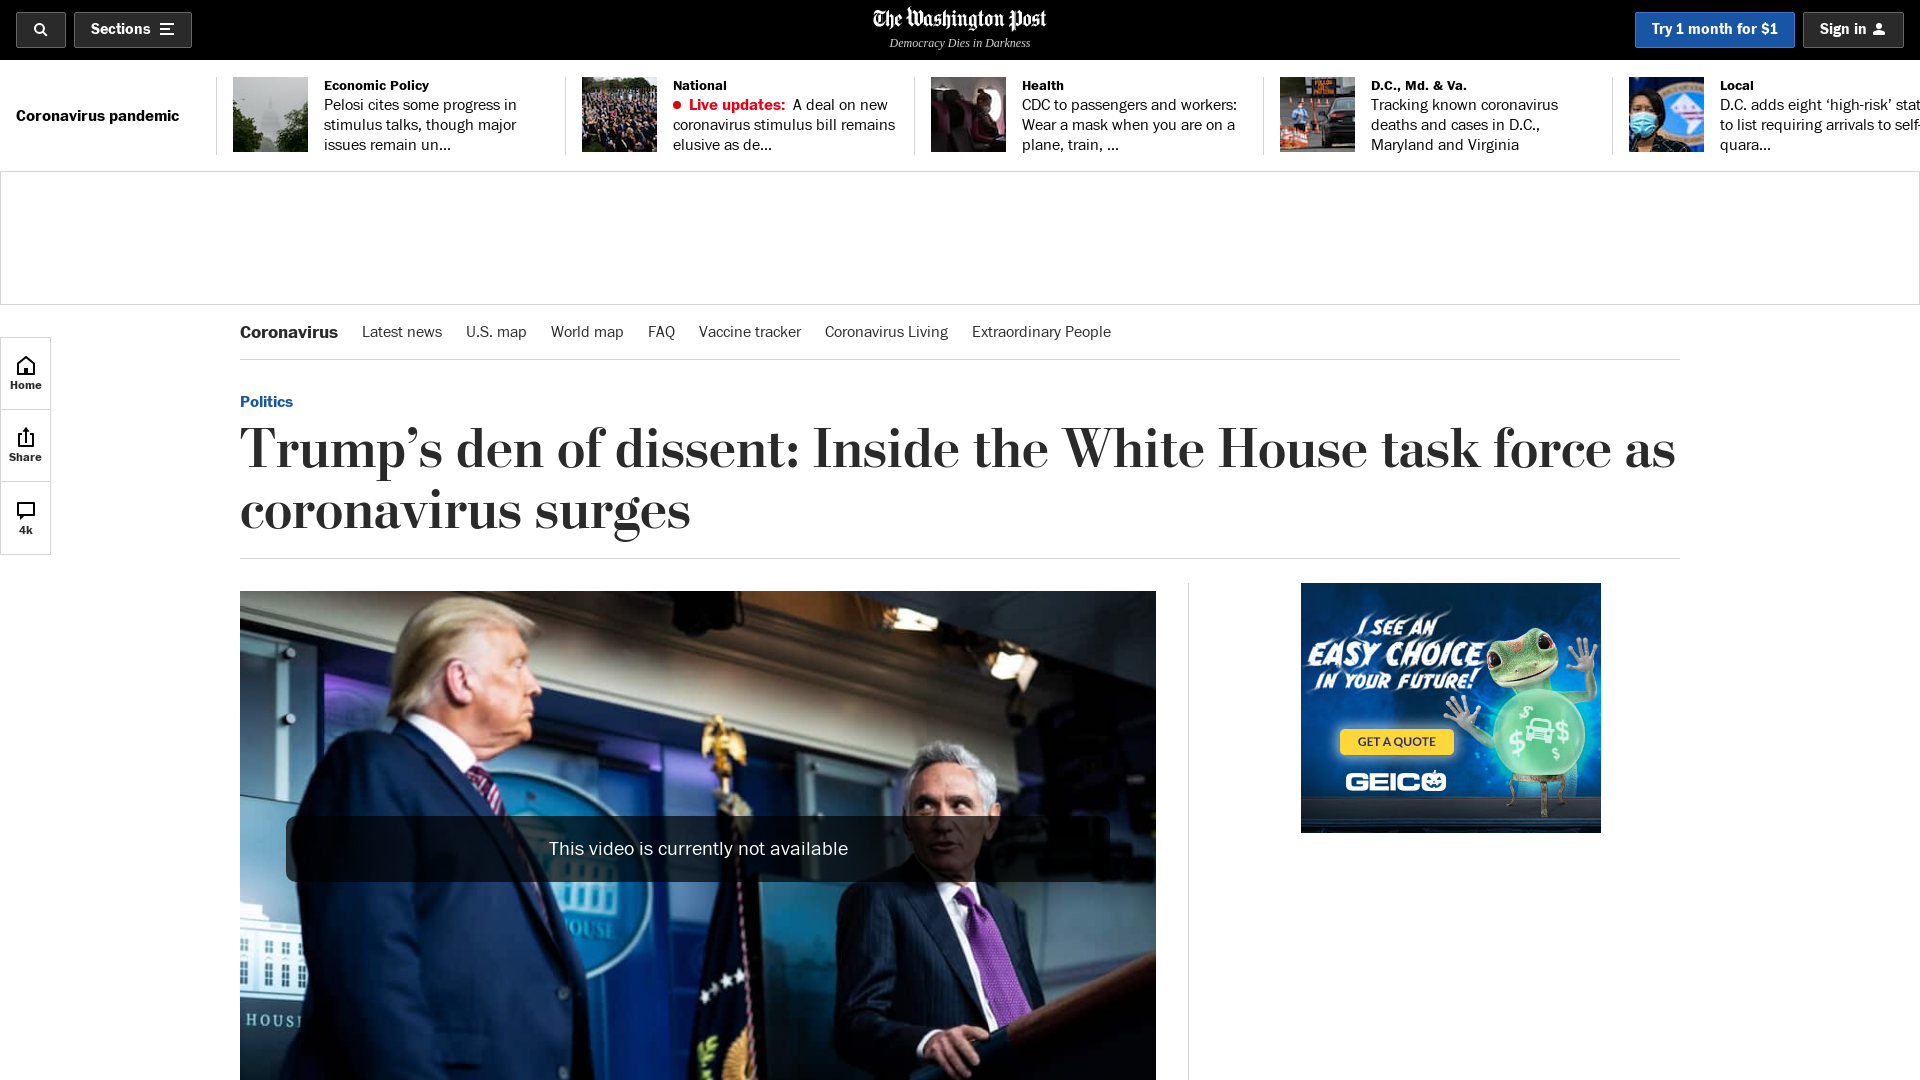 Sections
The Washington Post
Democracy Dies in Darkness
Try 1 month for $1
Sign in
Coronavirus pandemic
Economic Policy
Pelosi cites some progress in
stimulus talks, though major
issues remain un...
National
Live updates: A deal on new
coronavirus stimulus bill remains
elusive as de...
Health
CDC to passengers and workers:
Wear a mask when you are on a
plane, train, ...
D.C., Md. & Va.
Tracking known coronavirus
deaths and cases in D.C.,
Maryland and Virginia
Local
D.C. adds eight ‘high-risk’ stat
to list requiring arrivals to self-
quara...
Coronavirus
Latest news
U.S. map
World map
FAQ
Vaccine tracker
Coronavirus Living
Extraordinary People
Home
Share
4k
Politics
Trump’s den of dissent: Inside the White House task force as
coronavirus surges
This video is currently not available
HOUSE
HOUSE
I SEE AN
EASY CHOICE
IN YOUR FUTURE!
GET A QUOTE
GEICO